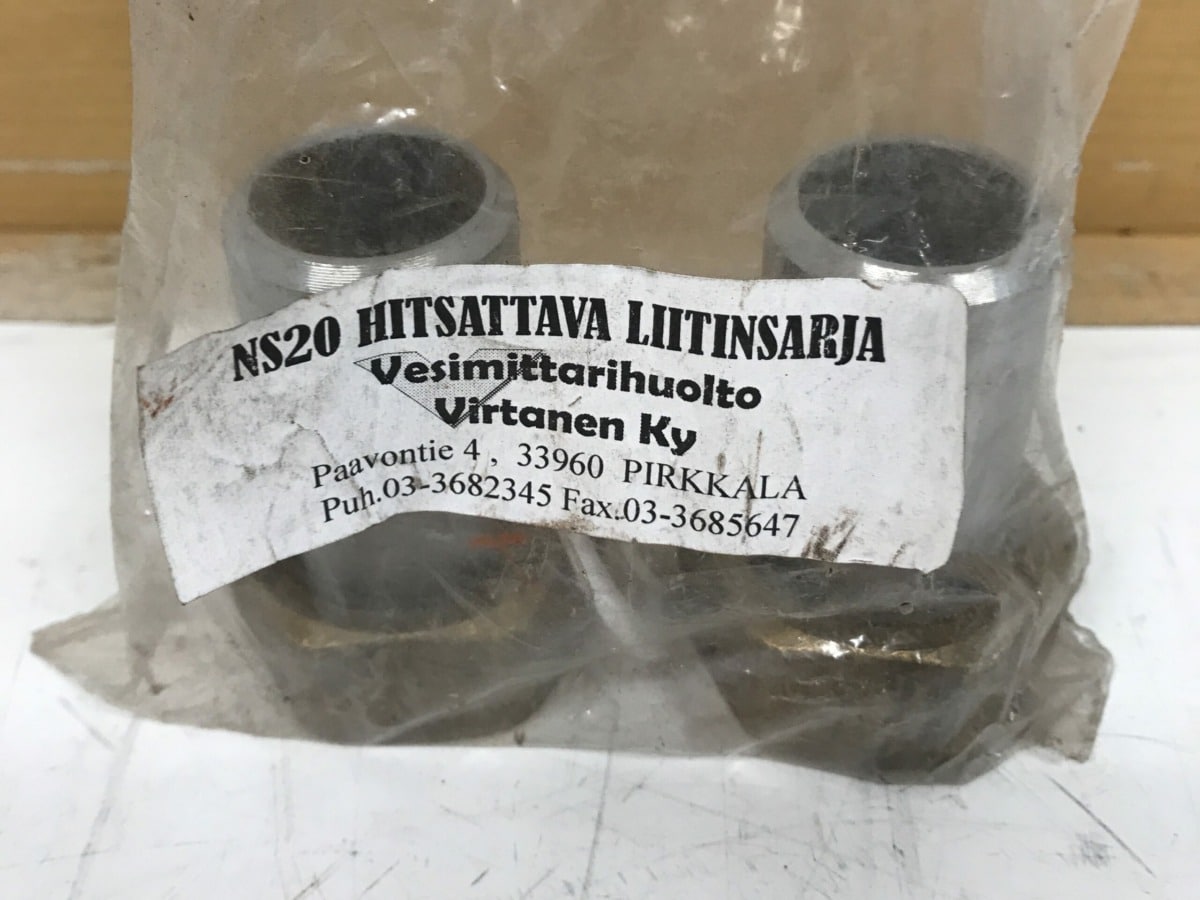 NS20 HITSATTAVA LIITINSARJA
Vesimittarihuolto
Virtanen Ky
Paavontie 4 , 33960 PIRKKALA
Puh.03-3682345 Fax.03-3685647